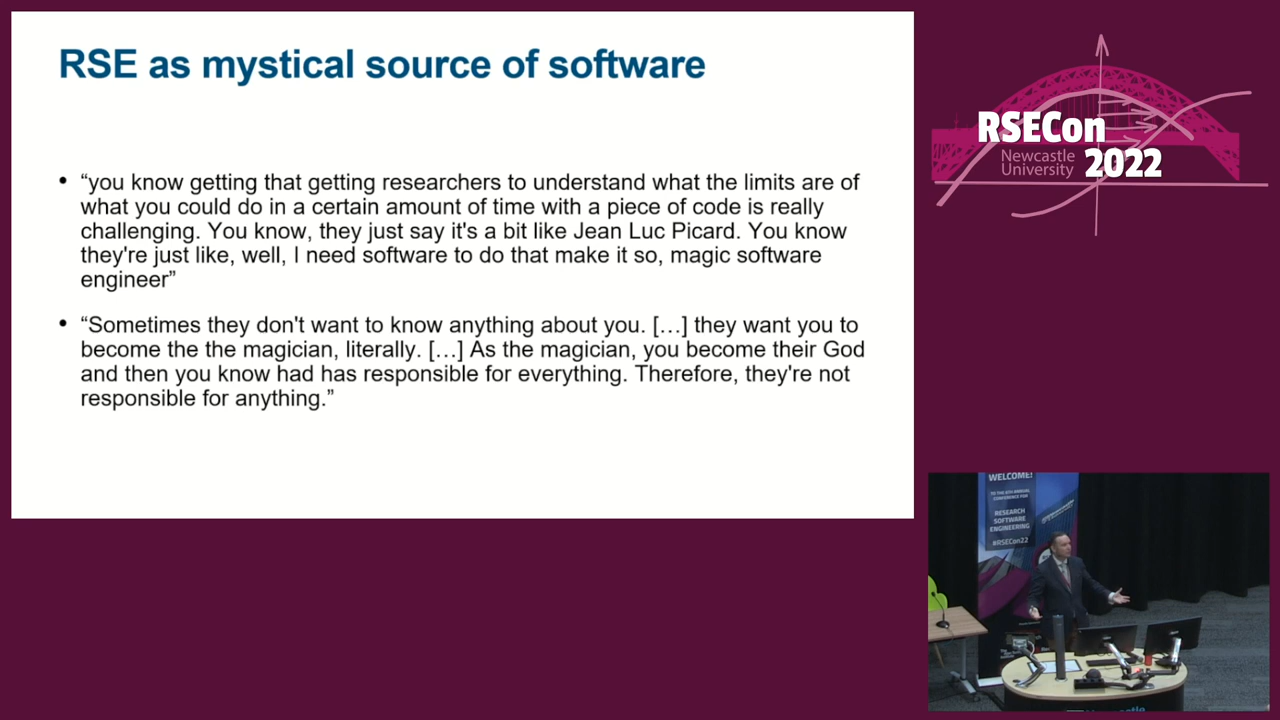 RSE as mystical source of software
• “you know getting that getting researchers to understand what the limits are of
what you could do in a certain amount of time with a piece of code is really
challenging. You know, they just say it's a bit like Jean Luc Picard. You know
they're just like, well, I need software to do that make it so, magic software
engineer”
• “Sometimes they don't want to know anything about you. […] they want you to
become the the magician, literally. […] As the magician, you become their God
and then you know had has responsible for everything. Therefore, they're not
responsible for anything.”
RSECon
Newcastle
University
2022
WELCOME!
TO THE 6TH ANNUAL
CONFERENCE FOR
RESEARCH
SOFTWARE
ENGINEERING
#RSECon22